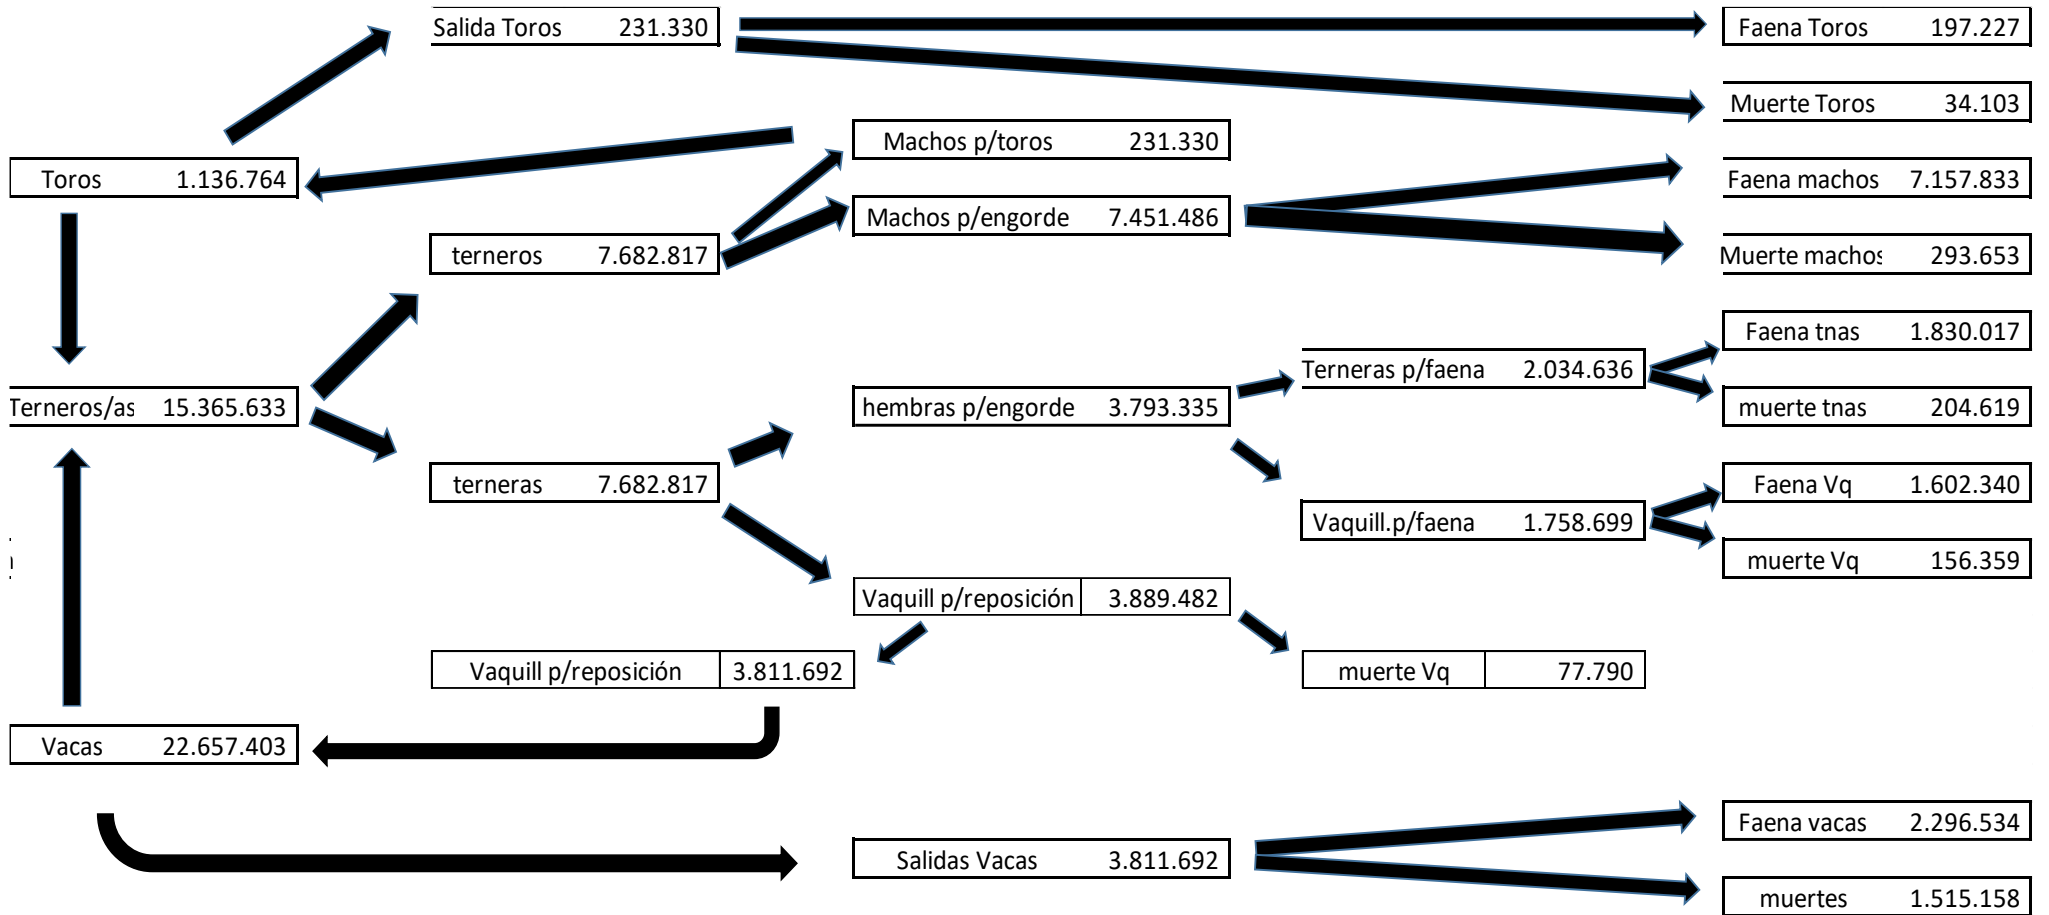 Salida Toros 231.330
Faena Toros 197.227
Muerte Toros 34.103
Machos p/toros 231.330
Toros 1.136.764
Faena machos 7.157.833
Machos p/engorde 7.451.486
terneros 7.682.817
Muerte machos 293.653
Faena tnas 1.830.017
Terneras p/faena 2.034.636
Terneros/as 15.365.633
hembras p/engorde 3.793.335
muerte tnas 204.619
terneras 7.682.817
Faena Vq 1.602.340
Vaquill.p/faena 1.758.699
muerte Vq 156.359
Vaquill p/reposición 3.889.482
Vaquill p/reposición 3.811.692
muerte Vq 77.790
Vacas 22.657.403
Faena vacas 2.296.534
Salidas Vacas 3.811.692
muertes 1.515.158